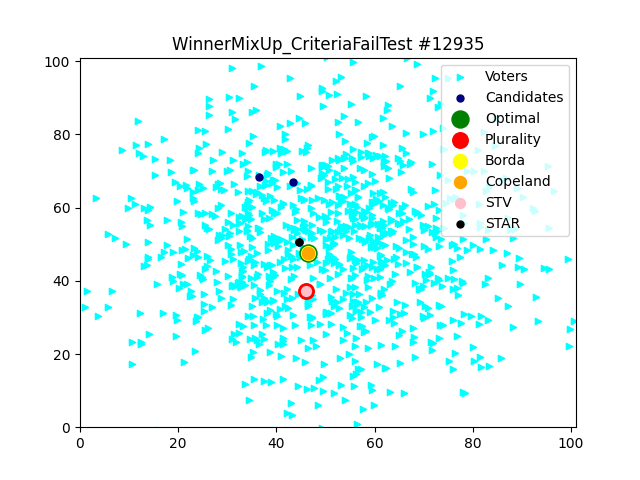 WinnerMixUp_CriteriaFailTest #12935
100
80
60
40
20
0
0
20
40
60
80
100
Voters
Candidates
Optimal
Plurality
Borda
Copeland
STV
STAR